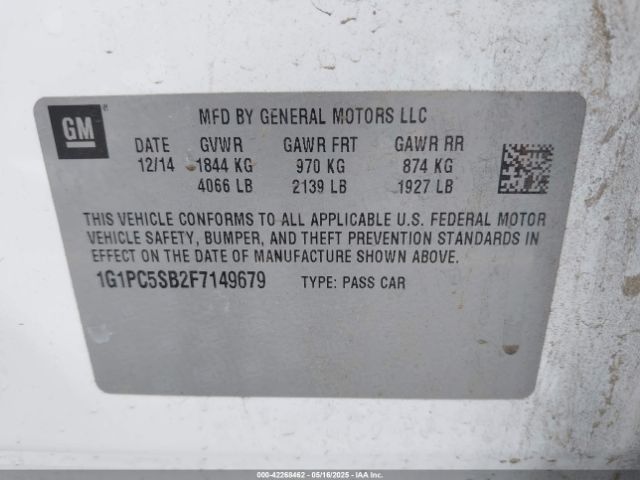 GM
MFD BY GENERAL MOTORS LLC
DATE GVWR GAWR FRT GAWR RR
12/14 1844 KG 970 KG 874 KG
4066 LB 2139 LB 1927 LB
THIS VEHICLE CONFORMS TO ALL APPLICABLE U.S. FEDERAL MOTOR
VEHICLE SAFETY, BUMPER, AND THEFT PREVENTION STANDARDS IN
EFFECT ON THE DATE OF MANUFACTURE SHOWN ABOVE.
1G1PC5SB2F7149679 TYPE: PASS CAR
000-42268462 - 05/16/2025 - IAA Inc.